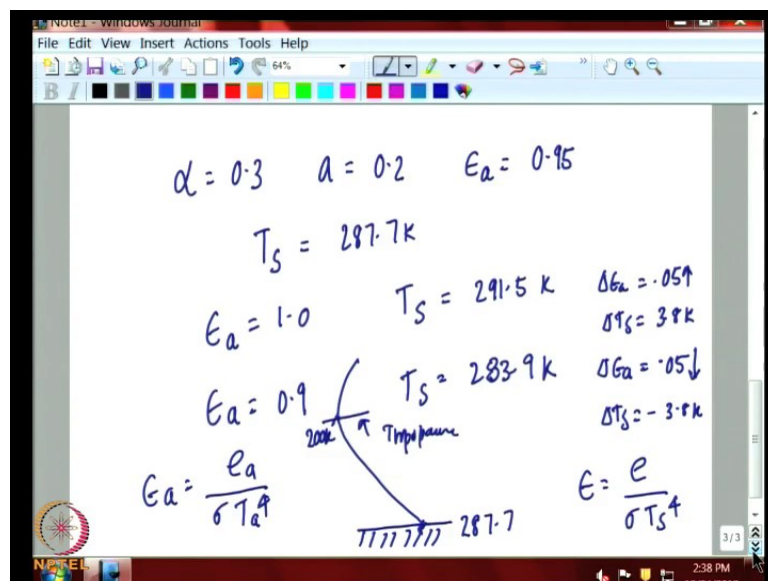 Note1 - Windows Journal
File Edit View Insert Actions Tools Help
64%
B I
α = 0.3 a = 0.2 ϵa = 0.95
Ts = 287.7K
ϵa = 1.0 Ts = 291.5 K Δϵa = .05↑
ΔTs = 3.8K
ϵa = 0.9 Ts = 283.9K Δϵa = .05↓
ΔTs = - 3.8K
200K ↑ Tropopause
ϵa = ea / σTa⁴
ϵ = e / σTs⁴
287.7
3/3
NPTEL
2:38 PM